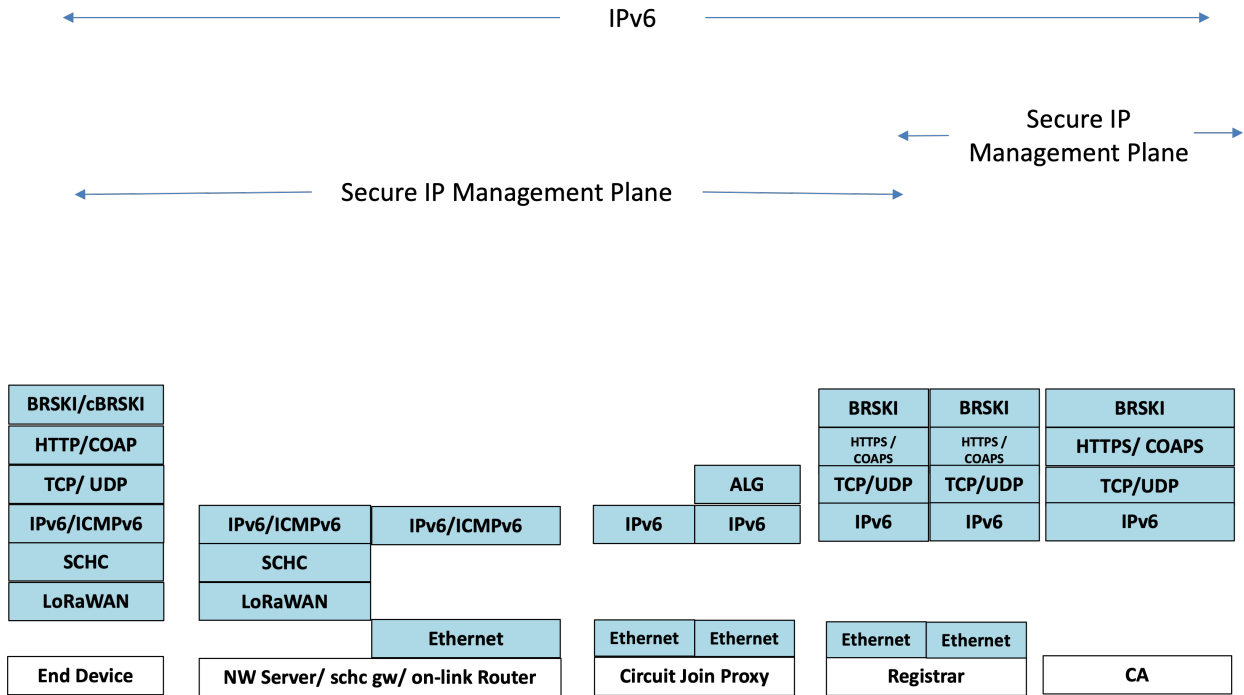 IPv6
Secure IP
Management Plane
Secure IP Management Plane
BRSKI/cBRSKI
HTTP/COAP
TCP/ UDP
IPv6/ICMPv6
SCHC
LoRaWAN
End Device
IPv6/ICMPv6
IPv6/ICMPv6
SCHC
LoRaWAN
Ethernet
NW Server/ schc gw/ on-link Router
ALG
IPv6
IPv6
Ethernet
Ethernet
Circuit Join Proxy
BRSKI
BRSKI
HTTPS /
COAPS
HTTPS /
COAPS
TCP/UDP
TCP/UDP
IPv6
IPv6
Ethernet
Ethernet
Registrar
BRSKI
HTTPS/ COAPS
TCP/UDP
IPv6
CA